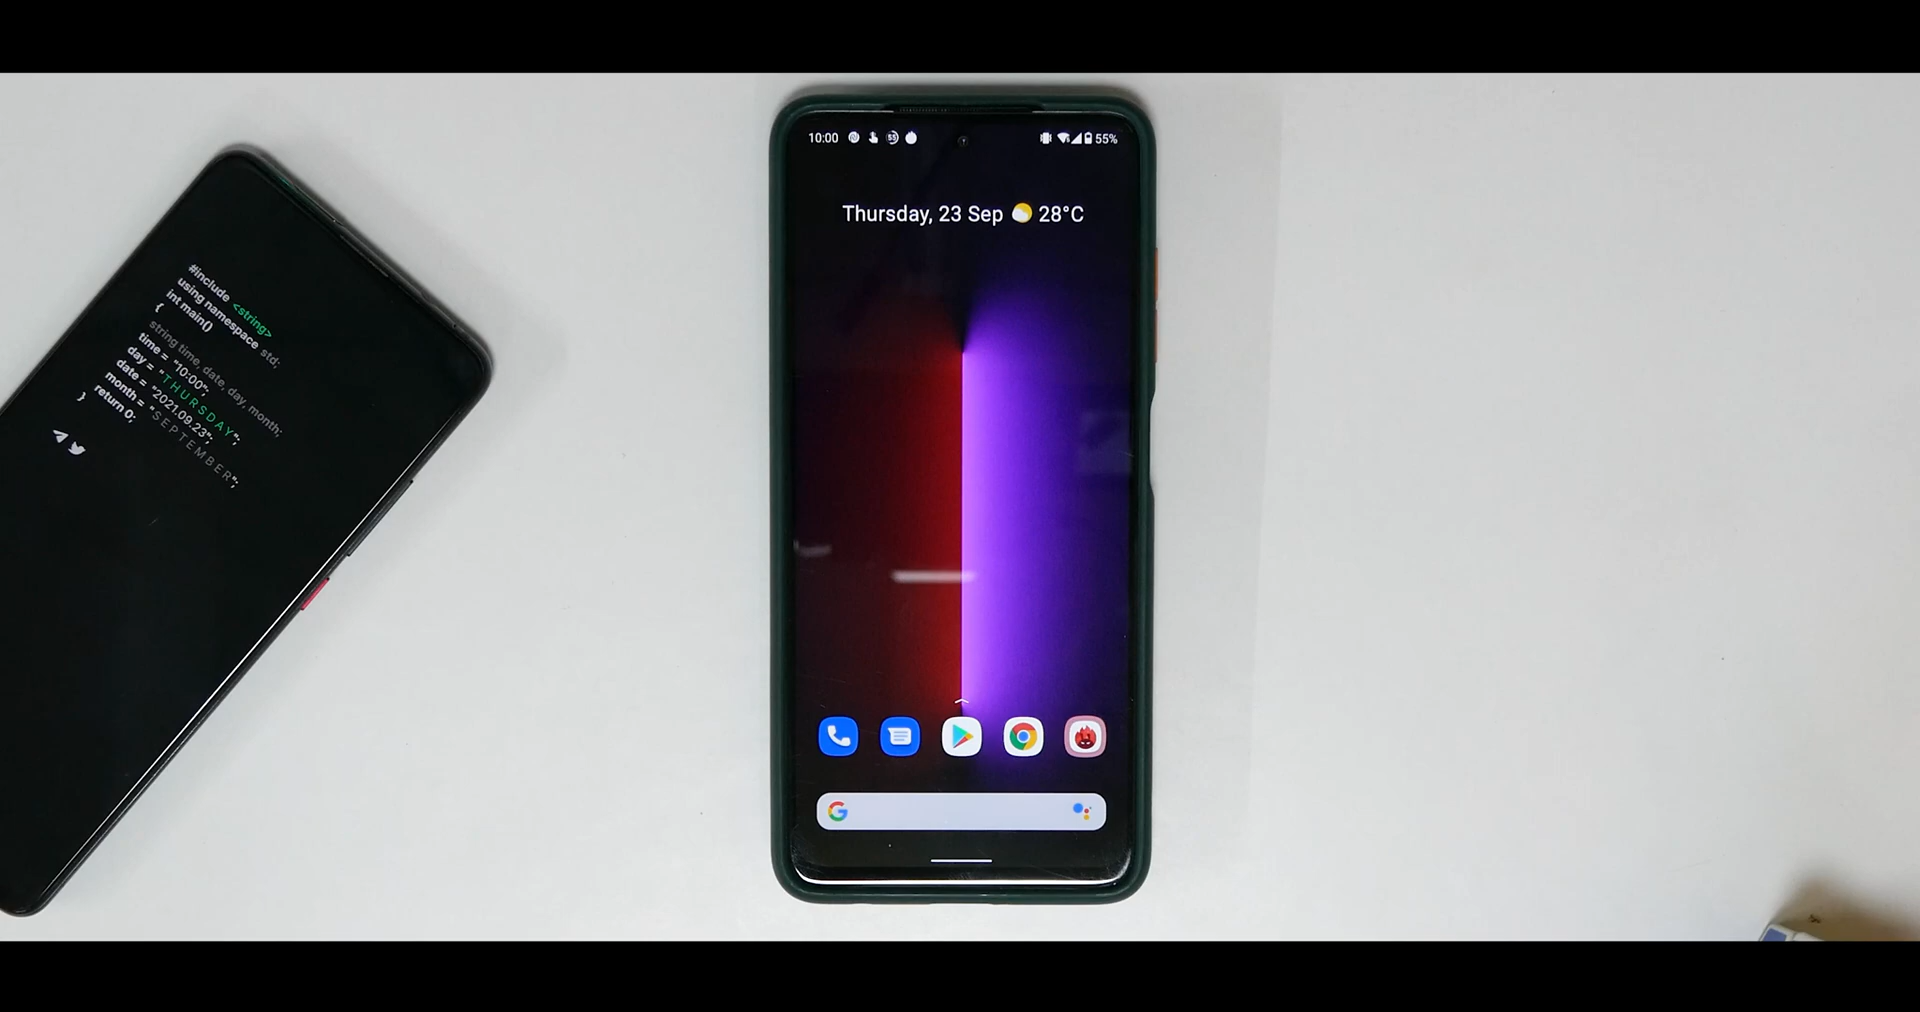 #include <string>
using namespace std;
int main()
{
string time, date, day, month;
time = "10:00";
day = "THURSDAY";
date = "2021.09.23";
month = "SEPTEMBER";
return 0;
}
10:00
55
55%
Thursday, 23 Sep 28°C
G